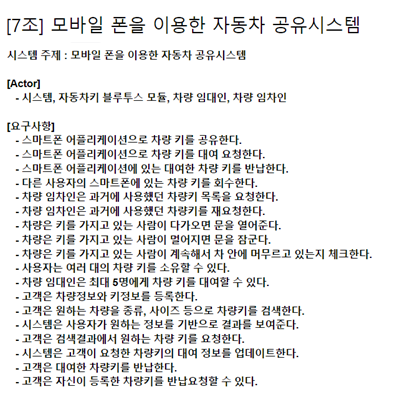 [7조] 모바일 폰을 이용한 자동차 공유시스템
시스템 주제 : 모바일 폰을 이용한 자동차 공유시스템
[Actor]
- 시스템, 자동차키 블루투스 모듈, 차량 임대인, 차량 임차인
[요구사항]
- 스마트폰 어플리케이션으로 차량 키를 공유한다.
- 스마트폰 어플리케이션으로 차량 키를 대여 요청한다.
- 스마트폰 어플리케이션에 있는 대여한 차량 키를 반납한다.
- 다른 사용자의 스마트폰에 있는 차량 키를 회수한다.
- 차량 임차인은 과거에 사용했던 차량키 목록을 요청한다.
- 차량 임차인은 과거에 사용했던 차량키를 재요청한다.
- 차량은 키를 가지고 있는 사람이 다가오면 문을 열어준다.
- 차량은 키를 가지고 있는 사람이 멀어지면 문을 잠군다.
- 차량은 키를 가지고 있는 사람이 계속해서 차 안에 머무르고 있는지 체크한다.
- 사용자는 여러 대의 차량 키를 소유할 수 있다.
- 차량 임대인은 최대 5명에게 차량 키를 대여할 수 있다.
- 고객은 차량정보와 키정보를 등록한다.
- 고객은 원하는 차량을 종류, 사이즈 등으로 차량키를 검색한다.
- 시스템은 사용자가 원하는 정보를 기반으로 결과를 보여준다.
- 고객은 검색결과에서 원하는 차량 키를 요청한다.
- 시스템은 고객이 요청한 차량키의 대여 정보를 업데이트한다.
- 고객은 대여한 차량키를 반납한다.
- 고객은 자신이 등록한 차량키를 반납요청할 수 있다.